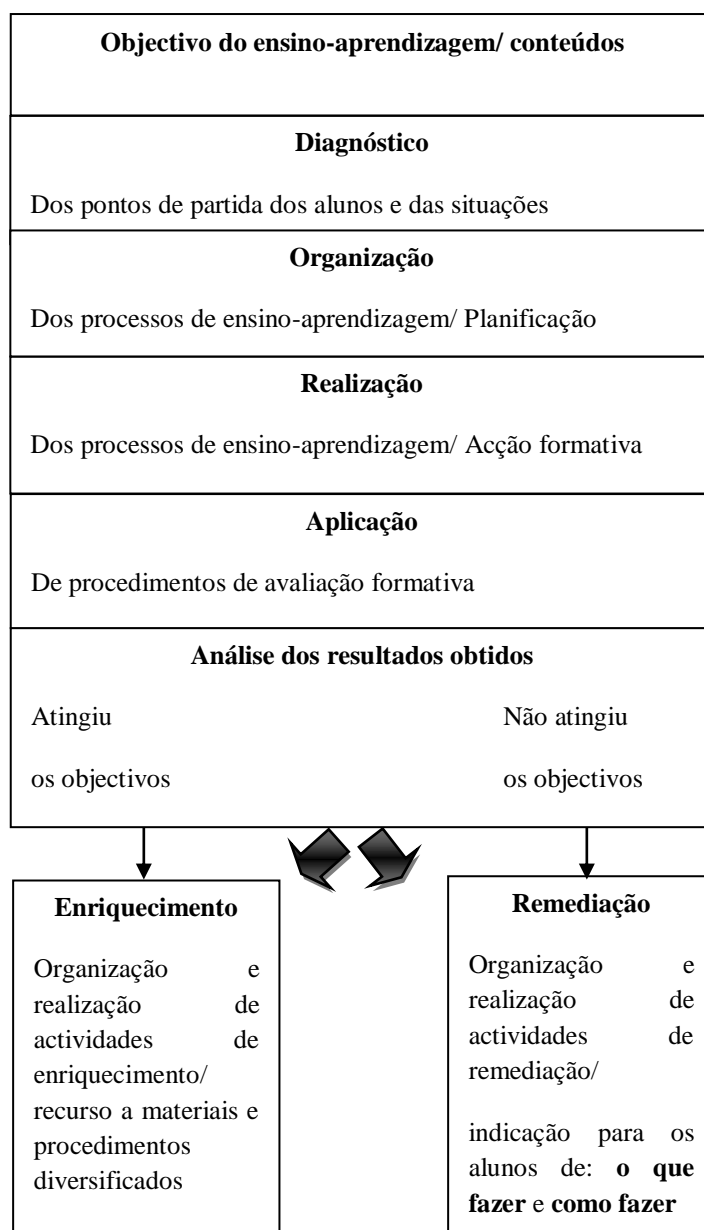 Objectivo do ensino-aprendizagem/ conteúdos
Diagnóstico
Dos pontos de partida dos alunos e das situações
Organização
Dos processos de ensino-aprendizagem/ Planificação
Realização
Dos processos de ensino-aprendizagem/ Acção formativa
Aplicação
De procedimentos de avaliação formativa
Análise dos resultados obtidos
Atingiu
os objectivos
Não atingiu
os objectivos
Enriquecimento
Organização e
realização de
actividades de
enriquecimento/
recurso a materiais e
procedimentos
diversificados
Remediação
Organização e
realização de
actividades de
remediação/
indicação para os
alunos de: o que
fazer e como fazer